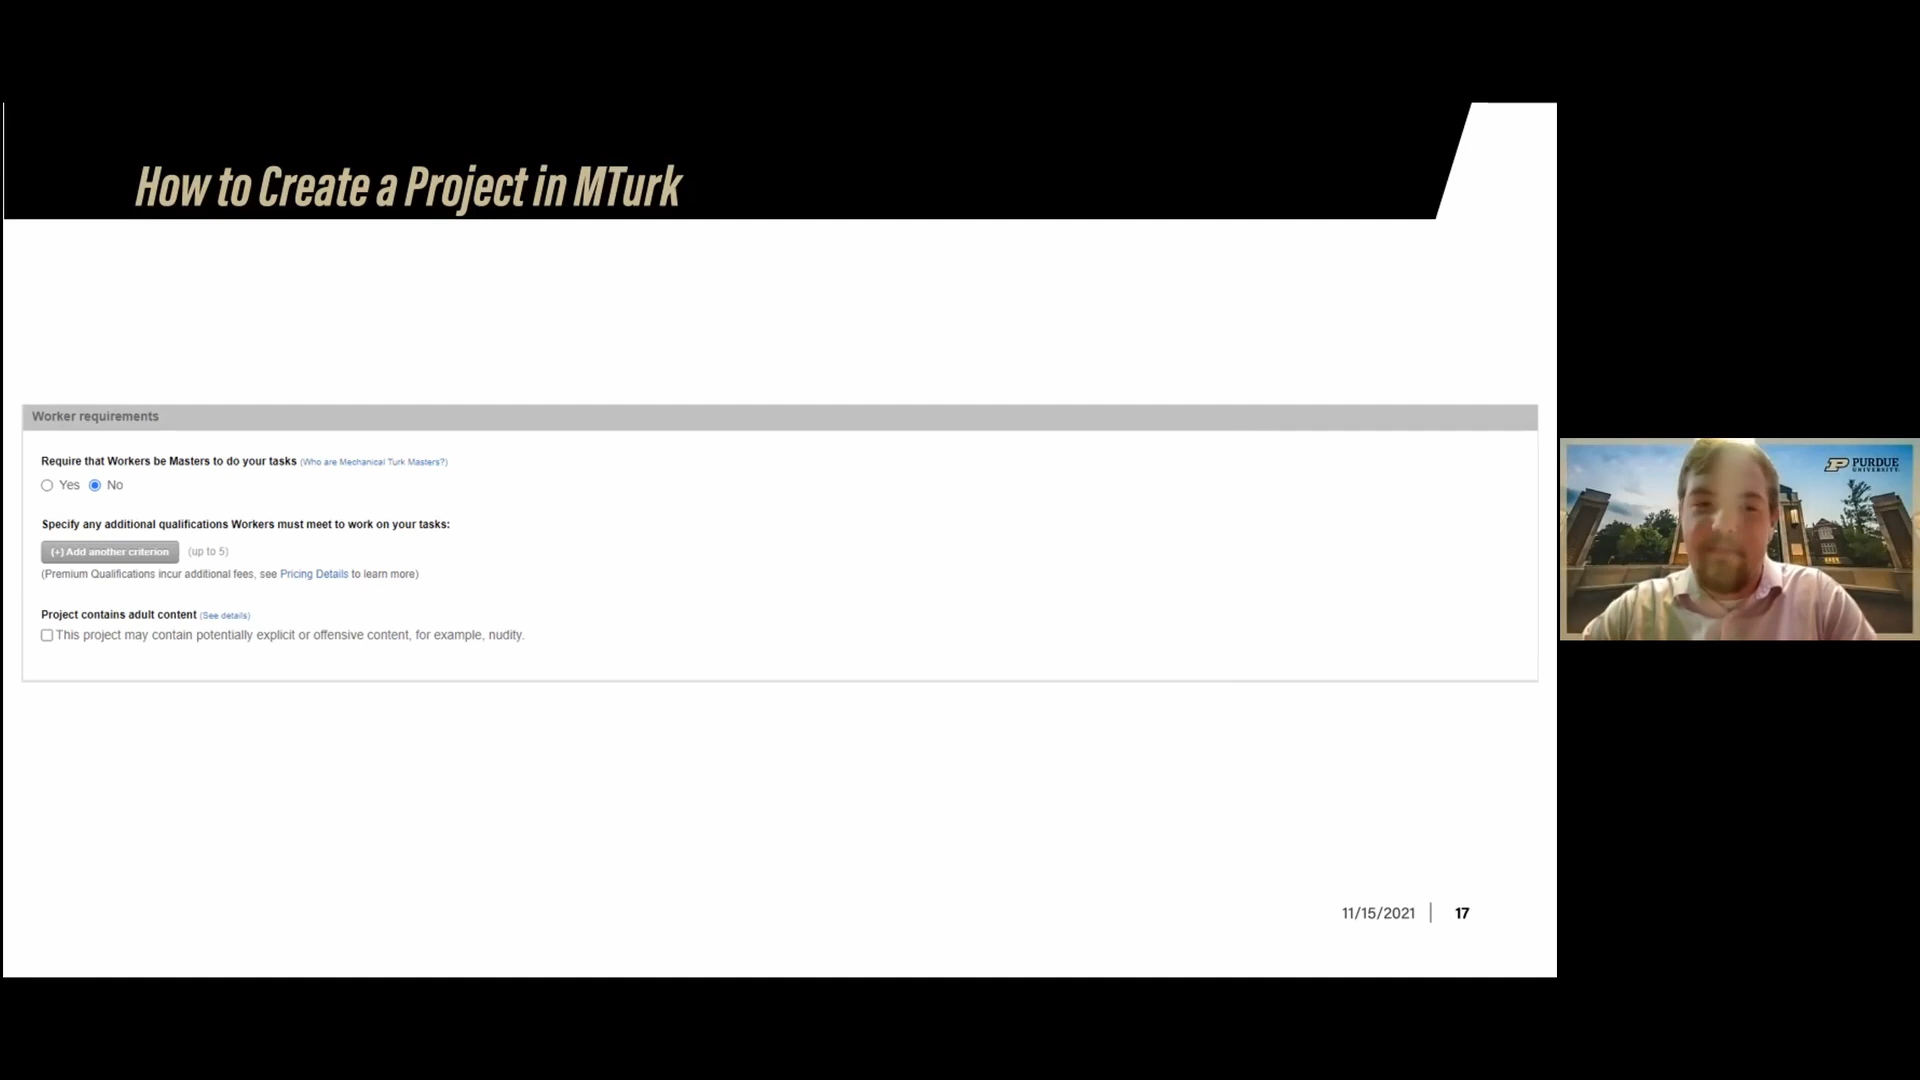 How to Create a Project in MTurk
Worker requirements
Require that Workers be Masters to do your tasks (Who are Mechanical Turk Masters?)
Yes No
Specify any additional qualifications Workers must meet to work on your tasks:
(+) Add another criterion (up to 5)
(Premium Qualifications incur additional fees, see Pricing Details to learn more)
Project contains adult content (See details)
This project may contain potentially explicit or offensive content, for example, nudity.
11/15/2021 17
PURDUE
UNIVERSITY